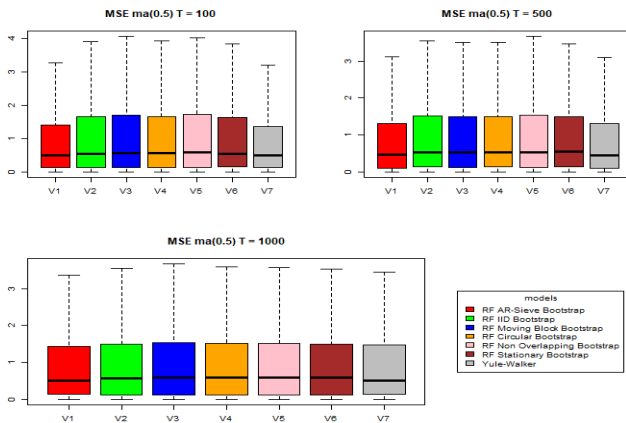 MSE ma(0.5) T = 100
4
3
2
1
0
V1 V2 V3 V4 V5 V6 V7
MSE ma(0.5) T = 500
3
2
1
0
V1 V2 V3 V4 V5 V6 V7
MSE ma(0.5) T = 1000
3
2
1
0
V1 V2 V3 V4 V5 V6 V7
models
RF AR-Sieve Bootstrap
RF IID Bootstrap
RF Moving Block Bootstrap
RF Circular Bootstrap
RF Non Overlapping Bootstrap
RF Stationary Bootstrap
Yule-Walker